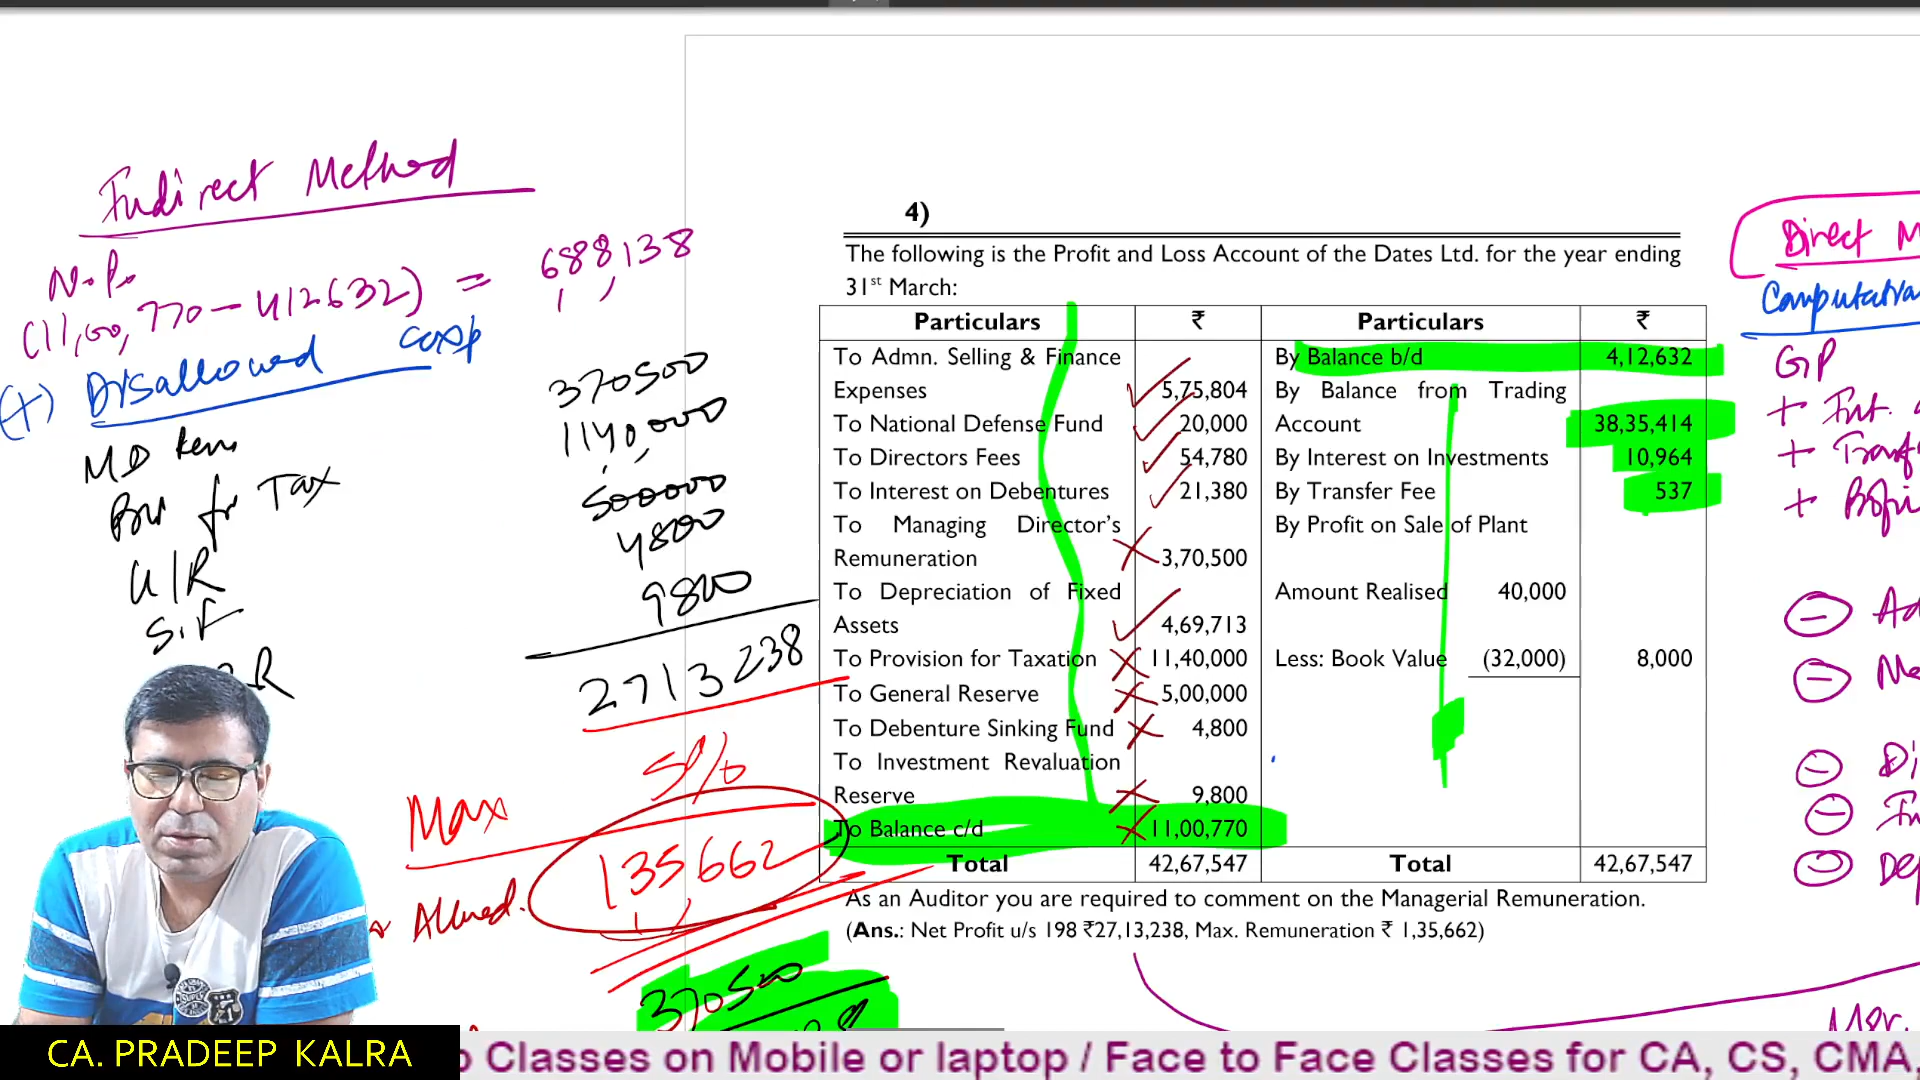 Indirect Method
N.P.
(11,00,770 - 412632) = 688138
(+) Disallowed exp
MD Rem 370500
for Tax 1140,000
G/R 500000
S.F 4800
R 9800
2713238
5%
Max 135662
Allowed.
370500
4)
The following is the Profit and Loss Account of the Dates Ltd. for the year ending
31st March:
Particulars ₹ Particulars ₹
To Admn. Selling & Finance By Balance b/d 4,12,632
Expenses 5,75,804 By Balance from Trading
To National Defense Fund 20,000 Account 38,35,414
To Directors Fees 54,780 By Interest on Investments 10,964
To Interest on Debentures 21,380 By Transfer Fee 537
To Managing Director's By Profit on Sale of Plant
Remuneration 3,70,500
To Depreciation of Fixed Amount Realised 40,000
Assets 4,69,713
To Provision for Taxation 11,40,000 Less: Book Value (32,000) 8,000
To General Reserve 5,00,000
To Debenture Sinking Fund 4,800
To Investment Revaluation
Reserve 9,800
To Balance c/d 11,00,770
Total 42,67,547 Total 42,67,547
As an Auditor you are required to comment on the Managerial Remuneration.
(Ans.: Net Profit u/s 198 ₹27,13,238, Max. Remuneration ₹ 1,35,662)
Direct M
Computation
GP
+ Int.
+ Transf
+ Profi
- Ad
- Ma
- Di
- In
- Dep
CA. PRADEEP KALRA
o Classes on Mobile or laptop / Face to Face Classes for CA, CS, CMA,